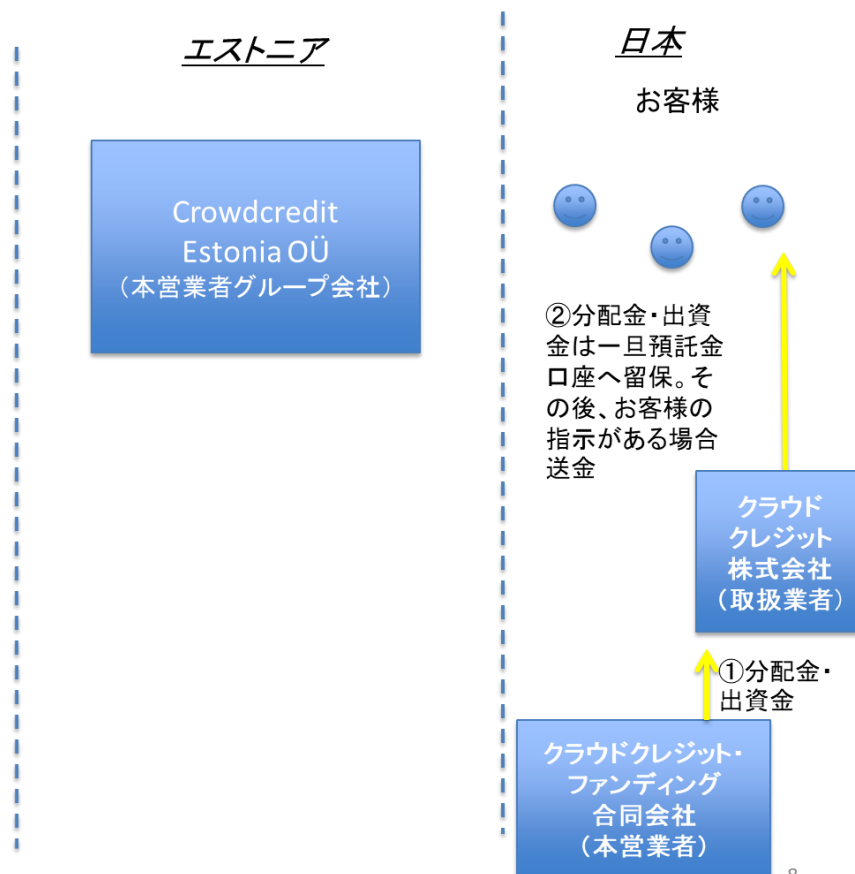 エストニア
日本
お客様
Crowdcredit
Estonia OÜ
（本営業者グループ会社）
②分配金・出資
金は一旦預託金
口座へ留保。そ
の後、お客様の
指示がある場合
送金
クラウド
クレジット
株式会社
（取扱業者）
①分配金・
出資金
クラウドクレジット・
ファンディング
合同会社
（本営業者）